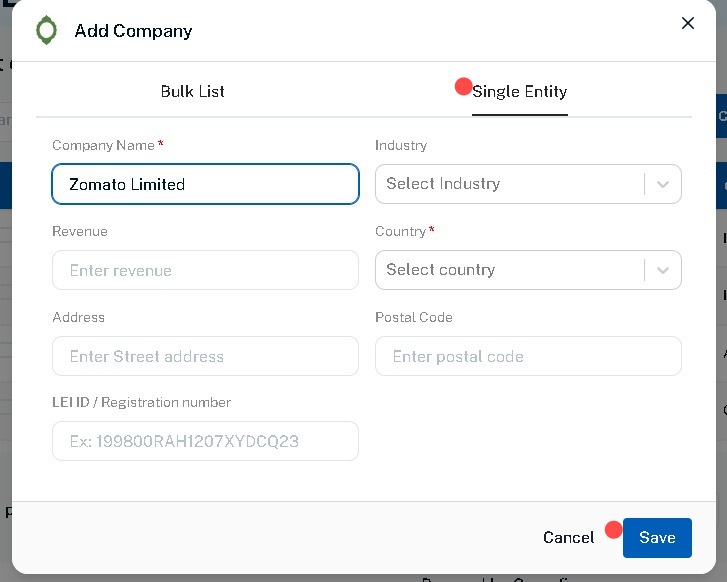 Add Company
Bulk List
Single Entity
Company Name *
Industry
Zomato Limited
Select Industry
Revenue
Country *
Enter revenue
Select country
Address
Postal Code
Enter Street address
Enter postal code
LEI ID / Registration number
Ex: 199800RAH1207XYDCQ23
Cancel
Save